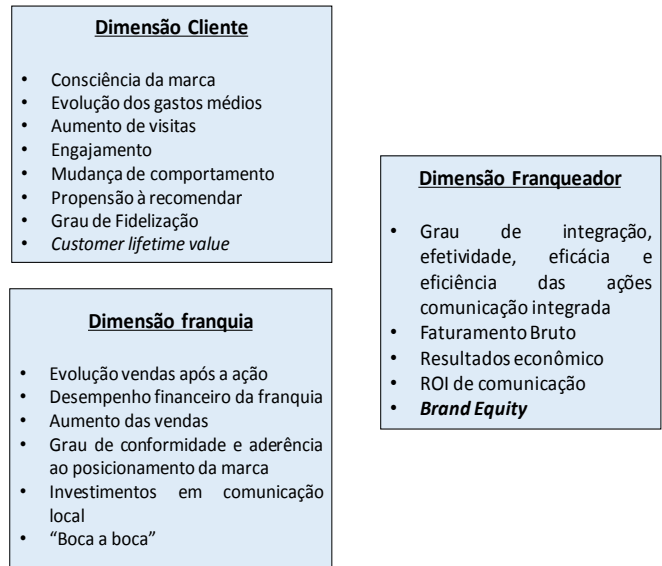 Dimensão Cliente
• Consciência da marca
• Evolução dos gastos médios
• Aumento de visitas
• Engajamento
• Mudança de comportamento
• Propensão à recomendar
• Grau de Fidelização
• Customer lifetime value
Dimensão franquia
• Evolução vendas após a ação
• Desempenho financeiro da franquia
• Aumento das vendas
• Grau de conformidade e aderência
ao posicionamento da marca
• Investimentos em comunicação
local
• “Boca a boca”
Dimensão Franqueador
• Grau de integração,
efetividade, eficácia e
eficiência das ações
comunicação integrada
• Faturamento Bruto
• Resultados econômico
• ROI de comunicação
• Brand Equity